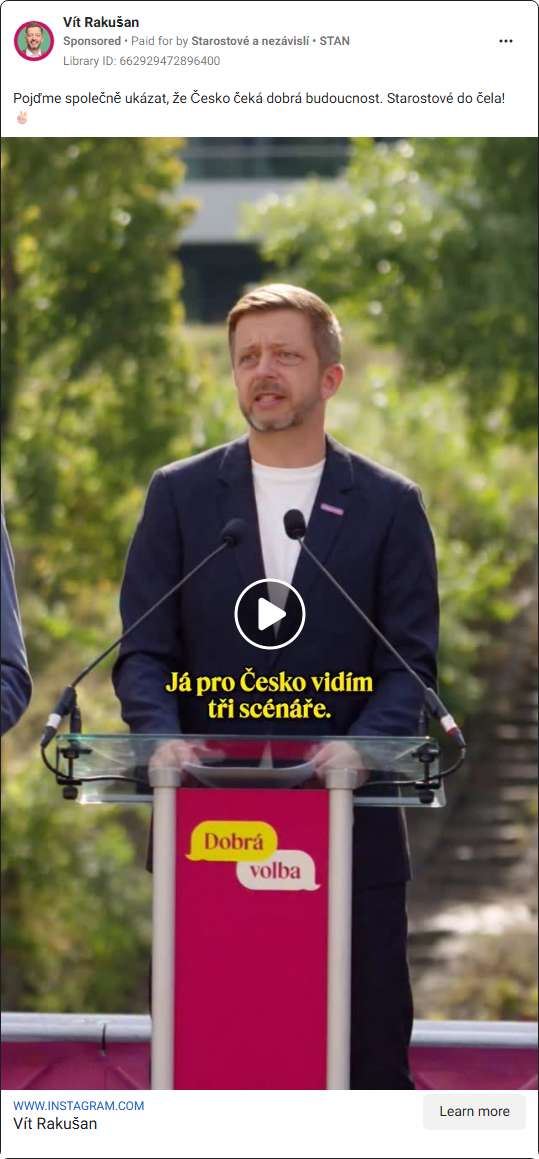 Vít Rakušan
Sponsored • Paid for by Starostové a nezávislí • STAN
Library ID: 662929472896400
Pojďme společně ukázat, že Česko čeká dobrá budoucnost. Starostové do čela!
✌🏻
Já pro Česko vidím
tři scénáře.
Dobrá
volba
WWW.INSTAGRAM.COM
Vít Rakušan
Learn more